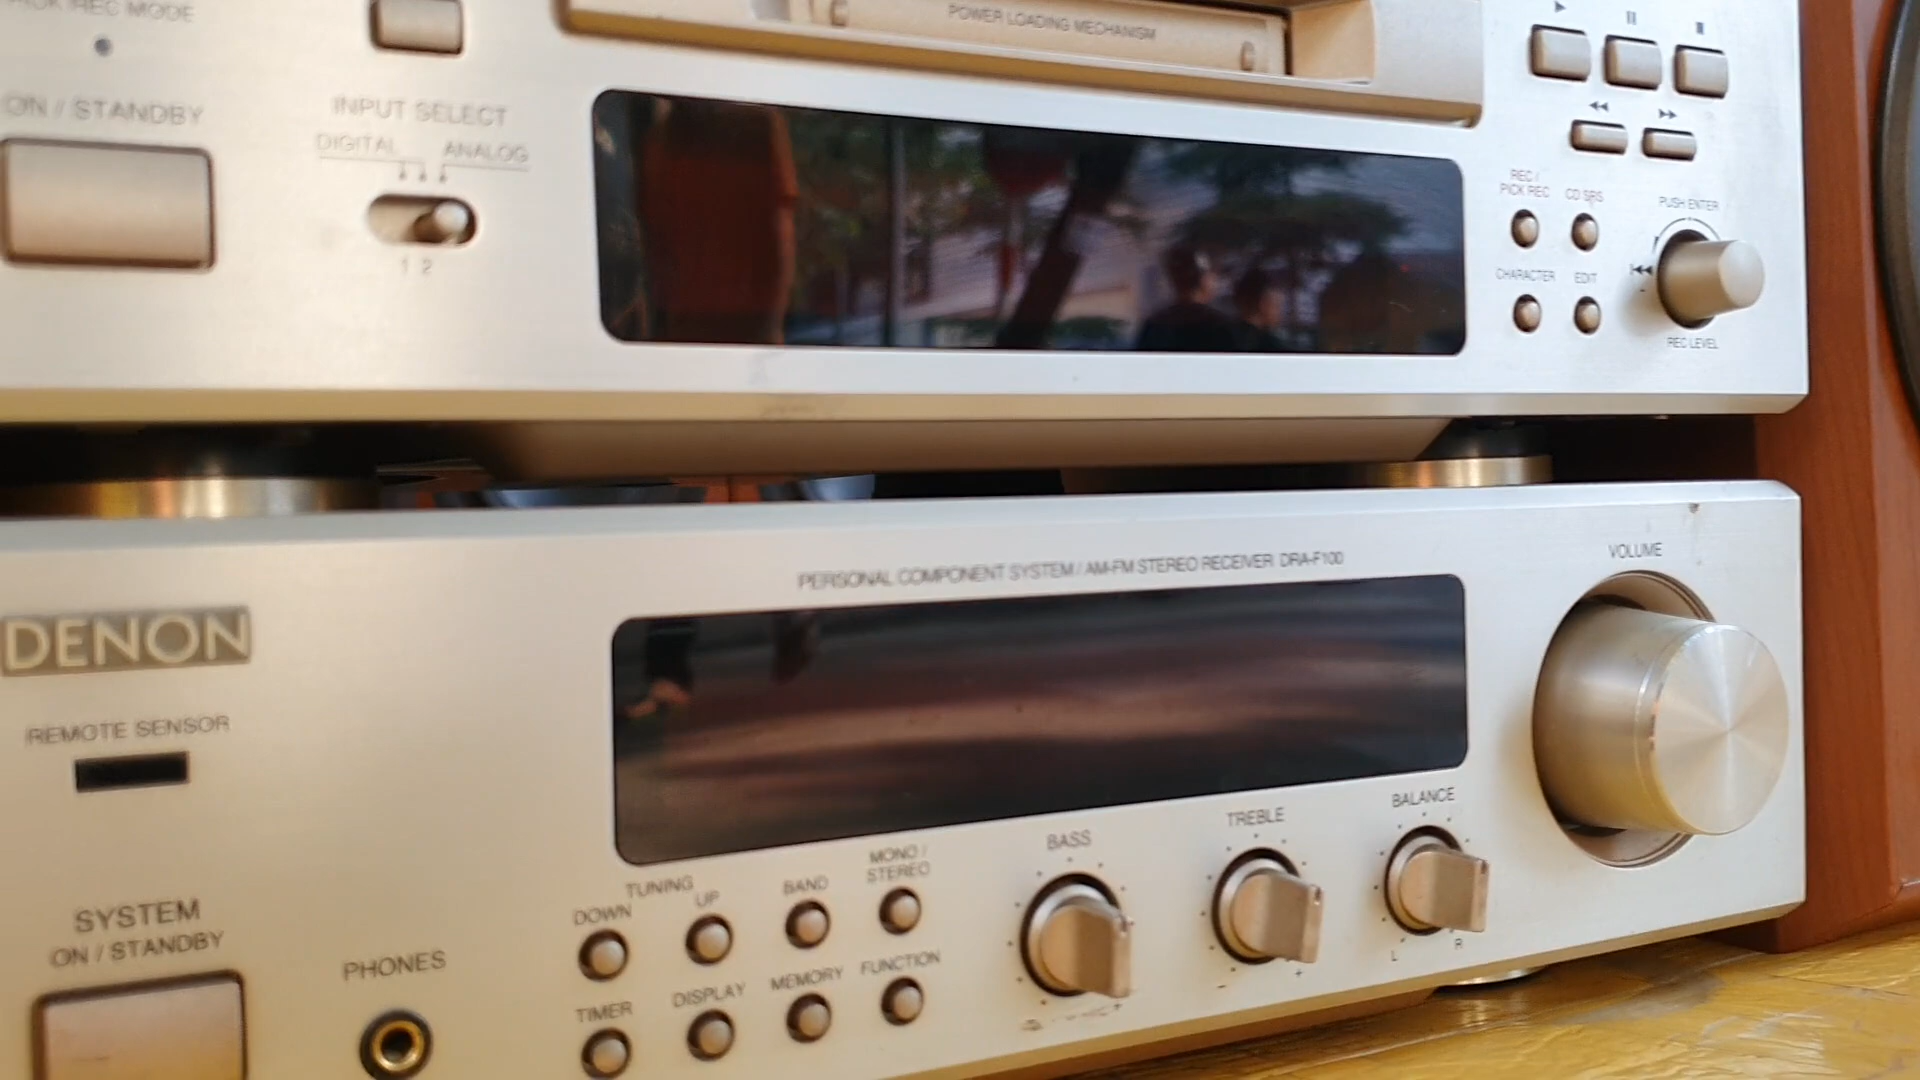 PICK REC MODE
POWER LOADING MECHANISM
ON / STANDBY
INPUT SELECT
DIGITAL
ANALOG
1 2
REC /
PICK REC
CD SRS
PUSH ENTER
CHARACTER
EDIT
REC LEVEL
PERSONAL COMPONENT SYSTEM / AM-FM STEREO RECEIVER DRA-F100
VOLUME
DENON
REMOTE SENSOR
BALANCE
TREBLE
BASS
MONO /
STEREO
BAND
TUNING
DOWN
UP
L
R
SYSTEM
ON / STANDBY
PHONES
TIMER
DISPLAY
MEMORY
FUNCTION